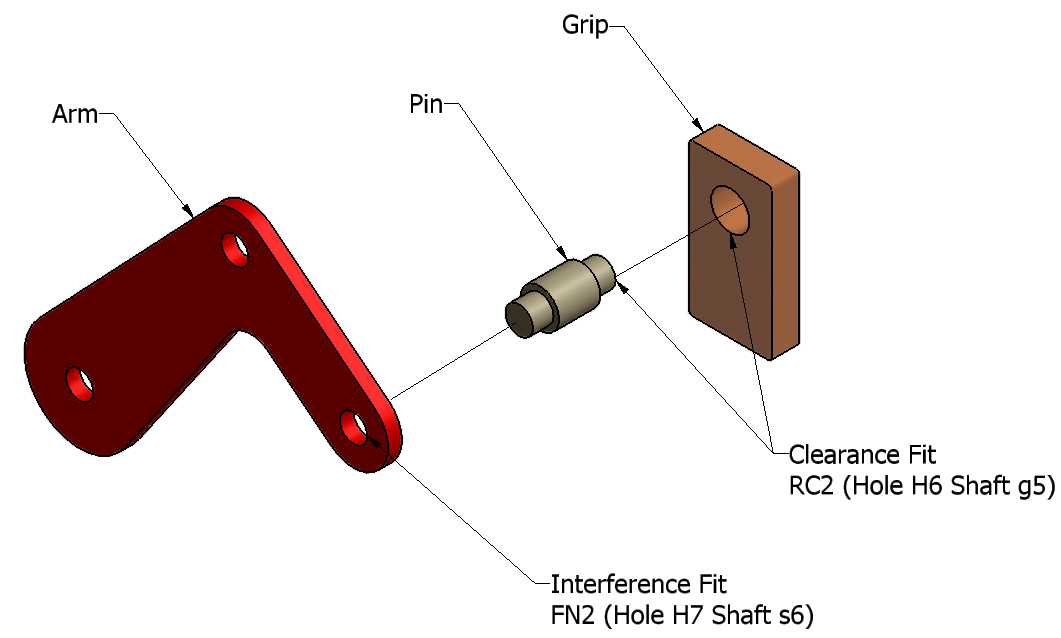 Grip
Pin
Arm
Clearance Fit
RC2 (Hole H6 Shaft g5)
Interference Fit
FN2 (Hole H7 Shaft s6)